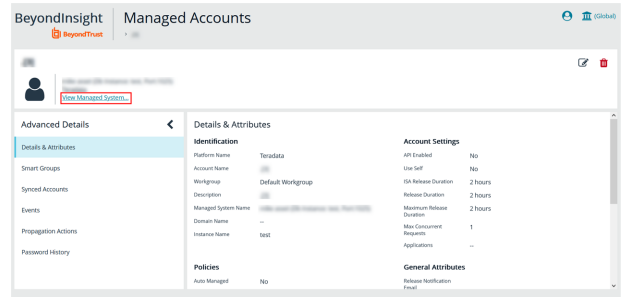 BeyondInsight
BeyondTrust
Managed Accounts
(Global)
View Managed System...
Advanced Details
Details & Attributes
Smart Groups
Synced Accounts
Events
Propagation Actions
Password History
Details & Attributes
Identification
Platform Name Teradata
Account Name
Workgroup Default Workgroup
Description
Managed System Name
Domain Name --
Instance Name test
Policies
Auto Managed No
Account Settings
API Enabled No
Use Self No
ISA Release Duration 2 hours
Release Duration 2 hours
Maximum Release
Duration 2 hours
Max Concurrent
Requests 1
Applications --
General Attributes
Release Notification
Email